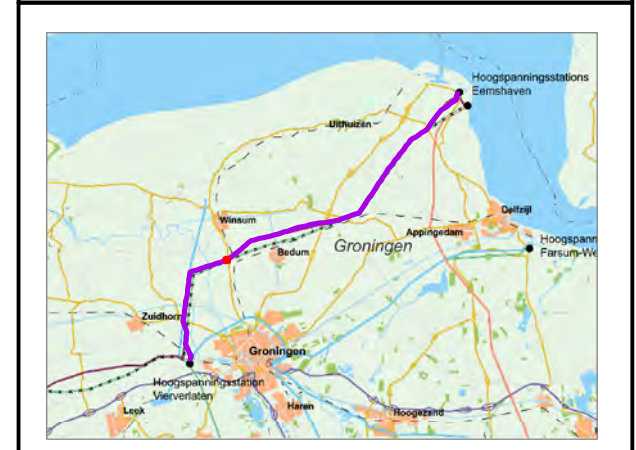 Hoogspanningsstations
Eemshaven
Uithuizen
Delfzijl
Winsum
Appingedam
Groningen
Bedum
Hoogspann
Farsum-We
Zuidhorn
Groningen
Hoogspanningsstation
Vierverlaten
Leek
Haren
Hoogezand